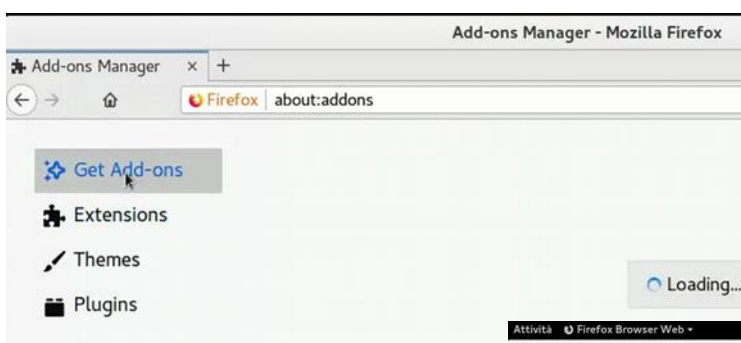 Add-ons Manager - Mozilla Firefox
Add-ons Manager × +
Firefox about:addons
Get Add-ons
Extensions
Themes
Loading...
Plugins
Attività Firefox Browser Web